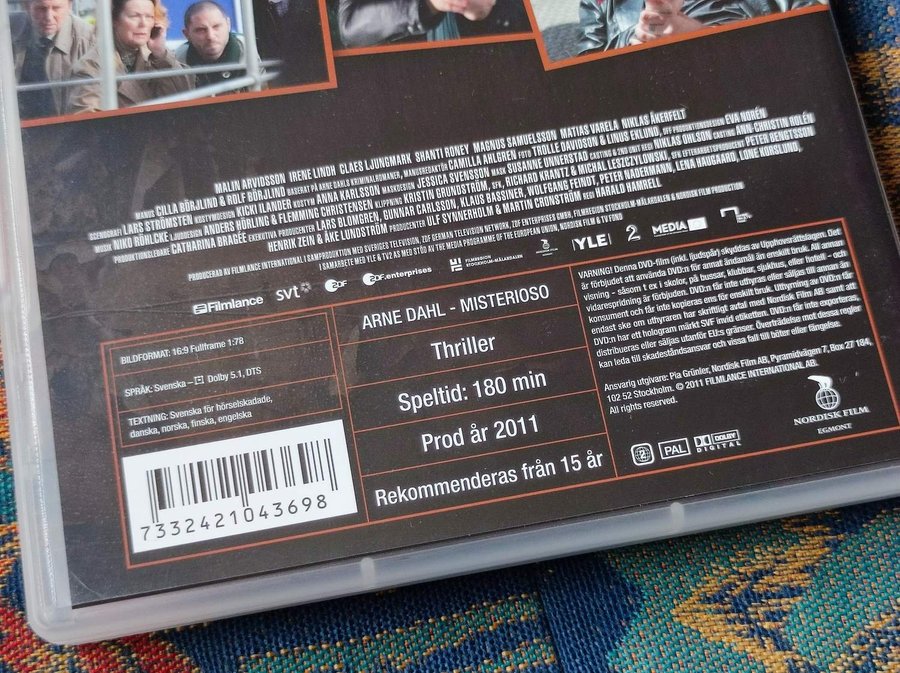 MALIN ARVIDSSON IRENE LINDH CLAES LJUNGMARK SHANTI RONEY MAGNUS SAMUELSSON MATIAS VARELA NIKLAS ÅKERFELT
MANUS CILLA BÖRJLIND & ROLF BÖRJLIND BASERAT PÅ ARNE DAHLS KRIMINALROMANER, MANUSREDAKTÖR CAMILLA AHLGREN FOTO TROLLE DAVIDSON & LINUS EKLUND, FFF PRODUKTIONSDESIGN EVA NORÉN
SCENOGRAFI LARS STRÖMSTEN KOSTYMDESIGN KICKI ILANDER KOSTYM ANNA KARLSSON MASKDESIGN JESSICA SVENSSON MASK SUSANNE UNNERSTAD CASTING IN 2ND UNIT REGI NIKLAS OHLSON CASTING ANN-CHRISTIN KOLÉN
MUSIK NIKO RÖHLCKE LJUDDESIGN ANDERS HÖRLING & FLEMMING CHRISTENSEN KLIPPNING KRISTIN GRUNDSTRÖM, SFK, RICHARD KRANTZ & MICHAL LESZCZYLOWSKI, SFK EFTERPRODUCENT PETER BENGTSSON
PRODUKTIONSLEDARE CATHARINA BRAGÉE EXEKUTIVA PRODUCENTER LARS BLOMGREN, GUNNAR CARLSSON, KLAUS BASSINER, WOLFGANG FEINDT, PETER NADERMANN, LENA HAUGAARD, LONE KORSLUND,
HENRIK ZEIN & ÅKE LUNDSTRÖM PRODUCENTER ULF SYNNERHOLM & MARTIN CRONSTRÖM REGI HARALD HAMRELL
PRODUCERAD AV FILMLANCE INTERNATIONAL I SAMPRODUKTION MED SVERIGES TELEVISION, ZDF GERMAN TELEVISION NETWORK, ZDF ENTERPRISES GMBH, FILMREGION STOCKHOLM-MÄLARDALEN & NORDISK FILM PRODUCTION
I SAMARBETE MED YLE & TV2 AS MED STÖD AV THE MEDIA PROGRAMME OF THE EUROPEAN UNION, NORDISK FILM & TV FOND
Filmlance svt ZDF ZDF.enterprises FILMREGION STOCKHOLM-MÄLARDALEN YLE 2 MEDIA
BILDFORMAT: 16:9 Fullframe 1:78
SPRÅK: Svenska – Dolby 5.1, DTS
TEXTNING: Svenska för hörselskadade,
danska, norska, finska, engelska
7332421043698
ARNE DAHL - MISTERIOSO
Thriller
Speltid: 180 min
Prod år 2011
Rekommenderas från 15 år
VARNING! Denna DVD-film (inkl. ljudspår) skyddas av Upphovsrättslagen. Det
är förbjudet att använda DVD:n för annat ändamål än enskilt bruk. All annan
visning - såsom t ex i skolor, på bussar, klubbar, sjukhus, eller hotell - och
vidarespridning är förbjuden. DVD:n får inte uthyras eller säljas till annan än
konsument och får inte kopieras ens för enskilt bruk. Uthyrning av DVD:n får
endast ske om uthyraren har skriftligt avtal med Nordisk Film AB samt att
DVD:n har ett hologram märkt SVF invid etiketten. DVD:n får inte exporteras,
distribueras eller säljas utanför EU:s gränser. Överträdelse mot dessa regler
kan leda till skadeståndsansvar och vissa fall till böter eller fängelse.
Ansvarig utgivare: Pia Grünler, Nordisk Film AB, Pyramidvägen 7, Box 27 184,
102 52 Stockholm. © 2011 FILMLANCE INTERNATIONAL AB.
All rights reserved.
2 PAL DOLBY DIGITAL
NORDISK FILM
EGMONT